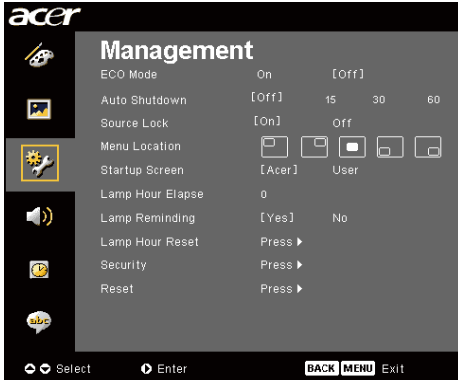 acer
Management
ECO Mode On [Off]
Auto Shutdown [Off] 15 30 60
Source Lock [On] Off
Menu Location
Startup Screen [Acer] User
Lamp Hour Elapse 0
Lamp Reminding [Yes] No
Lamp Hour Reset Press
Security Press
Reset Press
abc
Select Enter BACK MENU Exit